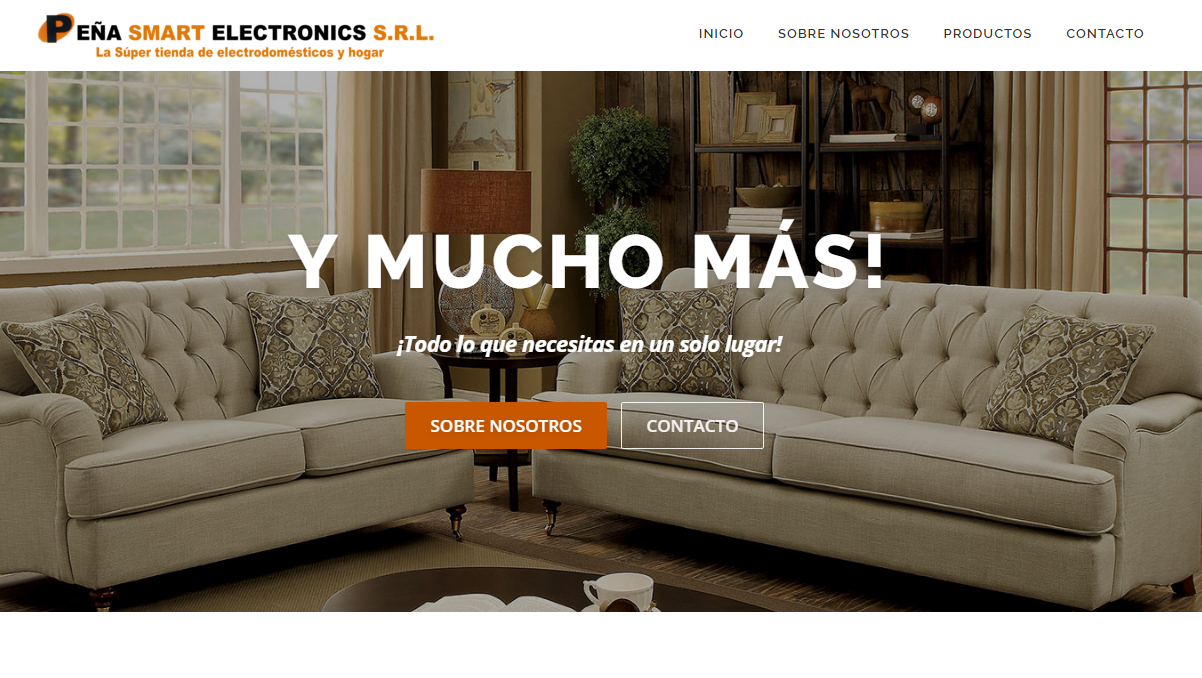 PEÑA SMART ELECTRONICS S.R.L.
La Súper tienda de electrodomésticos y hogar
INICIO SOBRE NOSOTROS PRODUCTOS CONTACTO
Y MUCHO MÁS!
¡Todo lo que necesitas en un solo lugar!
SOBRE NOSOTROS CONTACTO